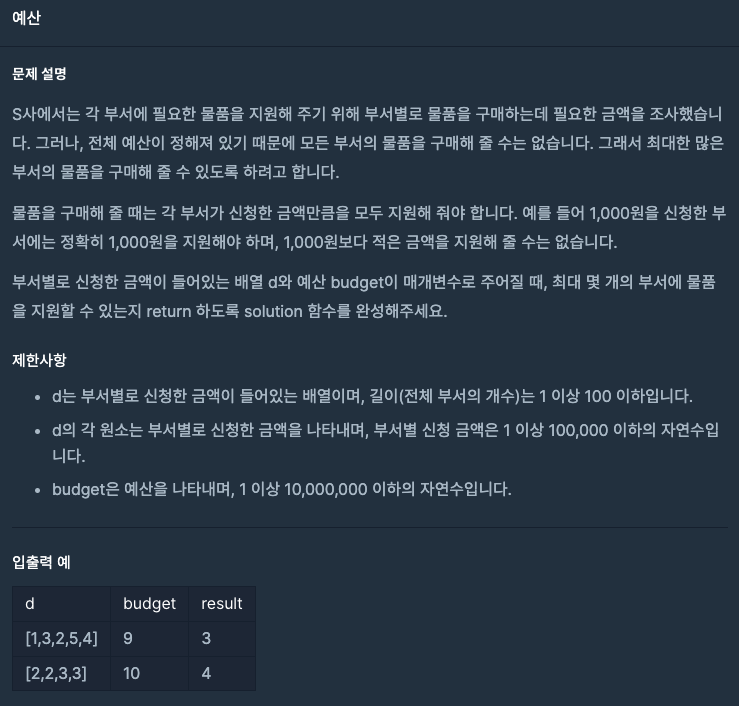 예산
문제 설명
S사에서는 각 부서에 필요한 물품을 지원해 주기 위해 부서별로 물품을 구매하는데 필요한 금액을 조사했습니
다. 그러나, 전체 예산이 정해져 있기 때문에 모든 부서의 물품을 구매해 줄 수는 없습니다. 그래서 최대한 많은
부서의 물품을 구매해 줄 수 있도록 하려고 합니다.
물품을 구매해 줄 때는 각 부서가 신청한 금액만큼을 모두 지원해 줘야 합니다. 예를 들어 1,000원을 신청한 부
서에는 정확히 1,000원을 지원해야 하며, 1,000원보다 적은 금액을 지원해 줄 수는 없습니다.
부서별로 신청한 금액이 들어있는 배열 d와 예산 budget이 매개변수로 주어질 때, 최대 몇 개의 부서에 물품
을 지원할 수 있는지 return 하도록 solution 함수를 완성해주세요.
제한사항
• d는 부서별로 신청한 금액이 들어있는 배열이며, 길이(전체 부서의 개수)는 1 이상 100 이하입니다.
• d의 각 원소는 부서별로 신청한 금액을 나타내며, 부서별 신청 금액은 1 이상 100,000 이하의 자연수입
니다.
• budget은 예산을 나타내며, 1 이상 10,000,000 이하의 자연수입니다.
입출력 예
d budget result
[1,3,2,5,4] 9 3
[2,2,3,3] 10 4